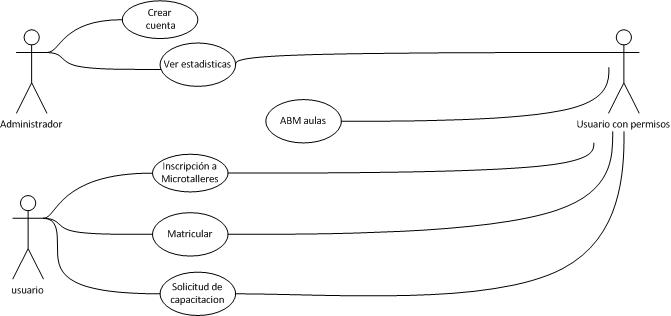 Crear
cuenta
Ver estadisticas
Administrador
ABM aulas
Usuario con permisos
Inscripción a
Microtalleres
Matricular
usuario
Solicitud de
capacitacion